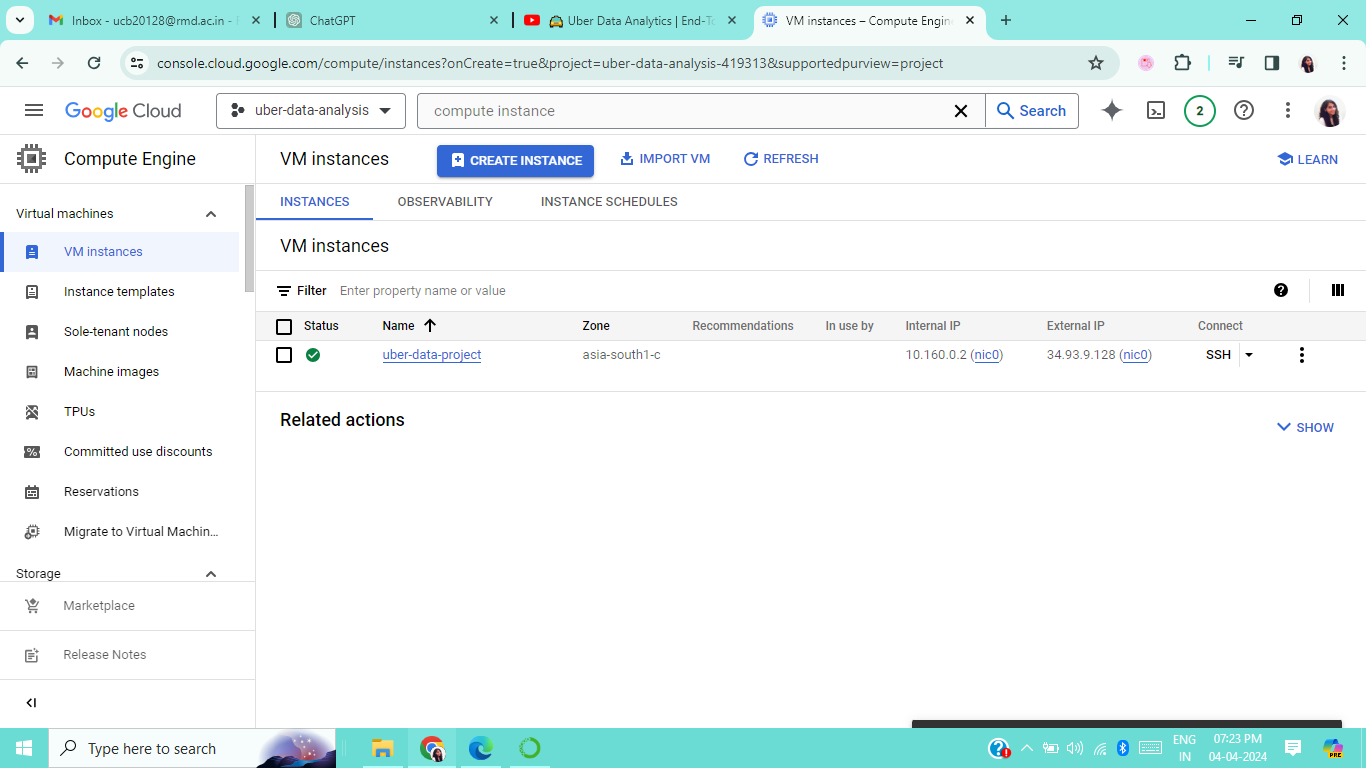 Inbox - ucb20128@rmd.ac.in -
ChatGPT
Uber Data Analytics | End-To
VM instances – Compute Engine
console.cloud.google.com/compute/instances?onCreate=true&project=uber-data-analysis-419313&supportedpurview=project
Google Cloud
uber-data-analysis
compute instance
Search
2
Compute Engine
VM instances
CREATE INSTANCE
IMPORT VM
REFRESH
LEARN
Virtual machines
INSTANCES
OBSERVABILITY
INSTANCE SCHEDULES
VM instances
VM instances
Instance templates
Filter
Enter property name or value
Sole-tenant nodes
Status
Name
Zone
Recommendations
In use by
Internal IP
External IP
Connect
uber-data-project
asia-south1-c
10.160.0.2 (nic0)
34.93.9.128 (nic0)
SSH
Machine images
TPUs
Related actions
SHOW
Committed use discounts
Reservations
Migrate to Virtual Machin...
Storage
Marketplace
Release Notes
Type here to search
ENG
IN
07:23 PM
04-04-2024
PRE